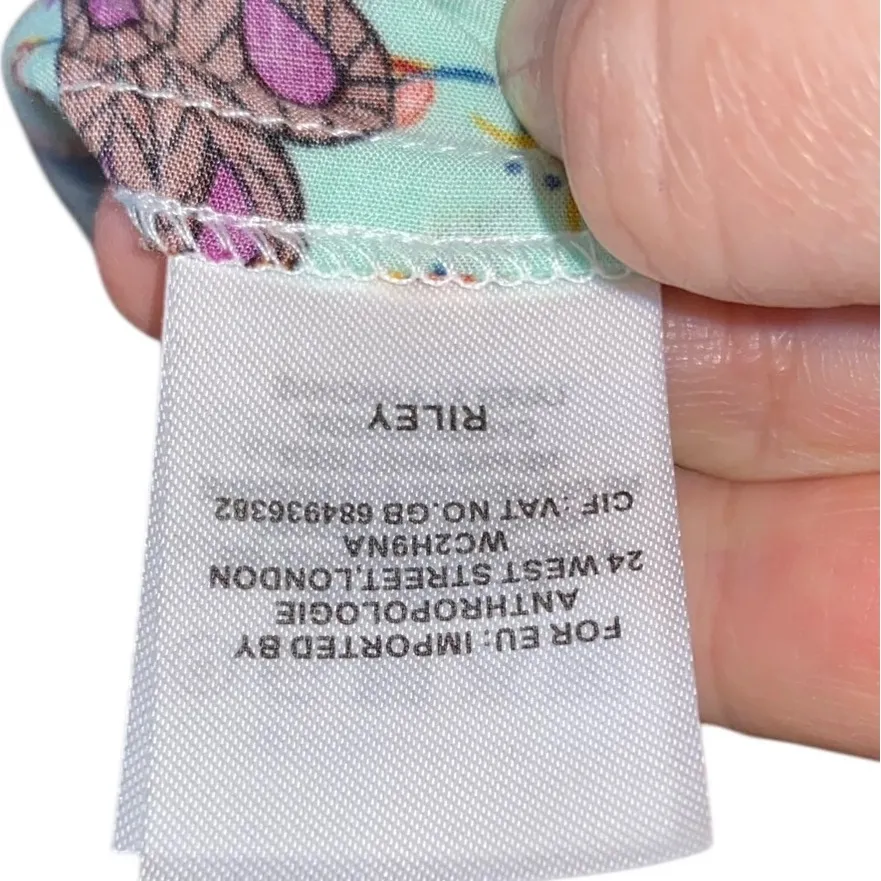 FOR EU: IMPORTED BY
ANTHROPOLOGIE
24 WEST STREET,LONDON
WC2H9NA
CIF: VAT NO.GB 684936382
RILEY